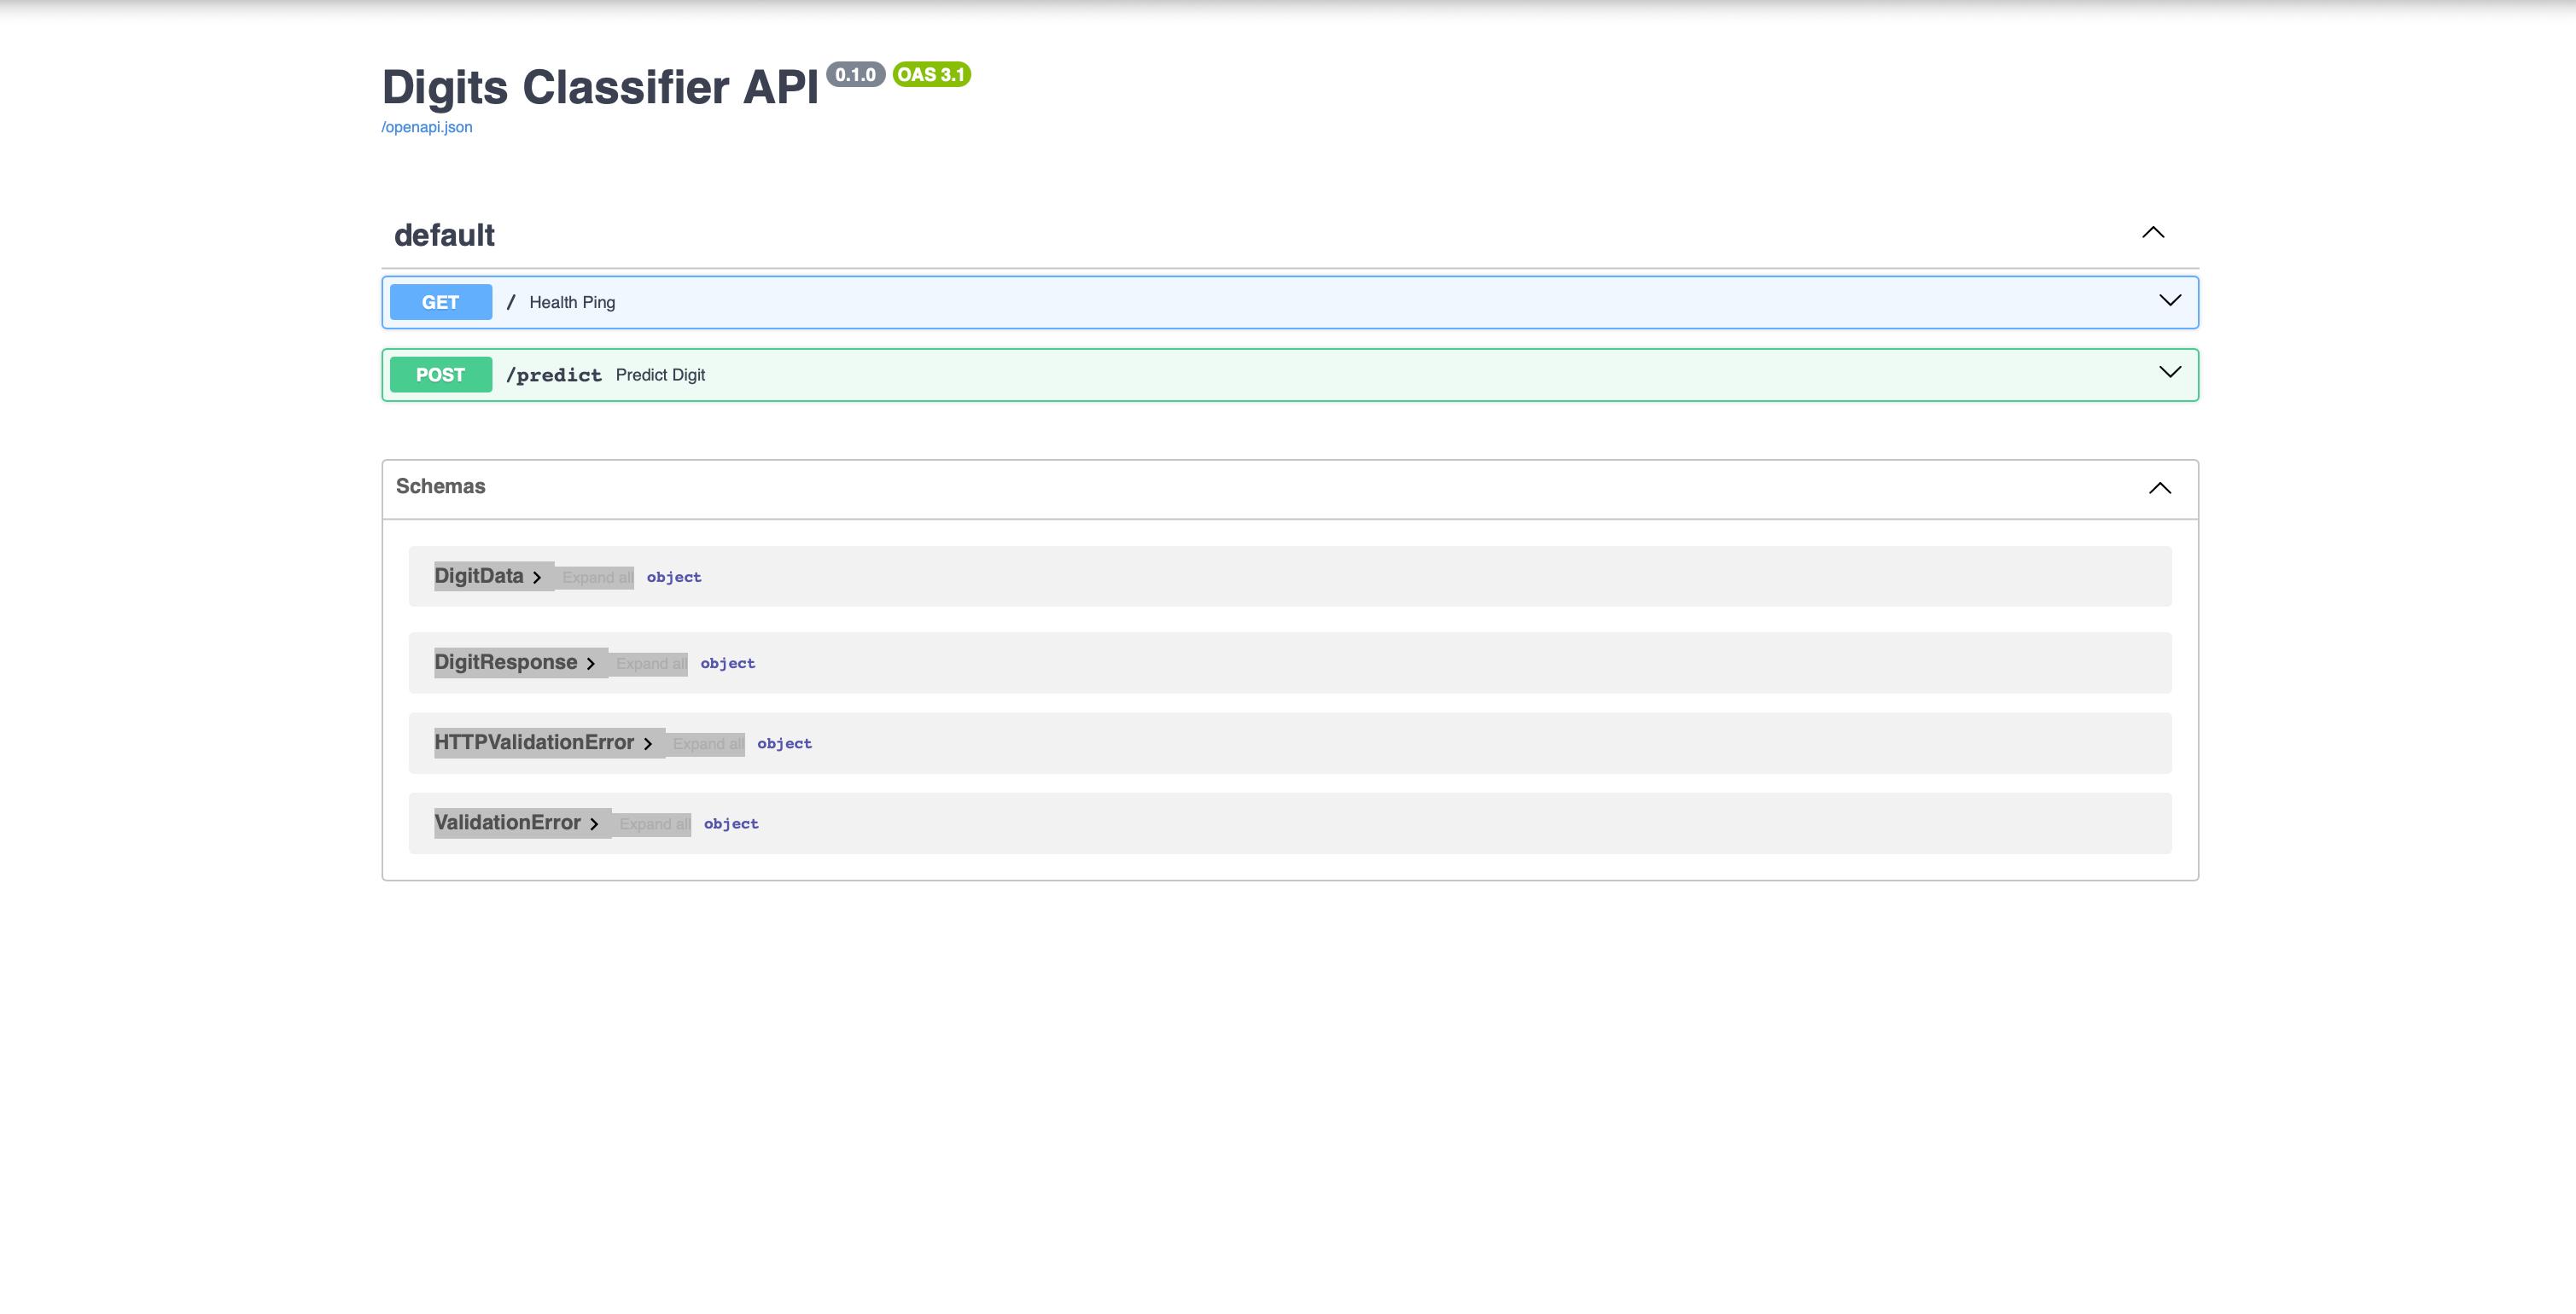 Digits Classifier API 0.1.0 OAS 3.1
/openapi.json
default
GET / Health Ping
POST /predict Predict Digit
Schemas
DigitData Expand all object
DigitResponse Expand all object
HTTPValidationError Expand all object
ValidationError Expand all object